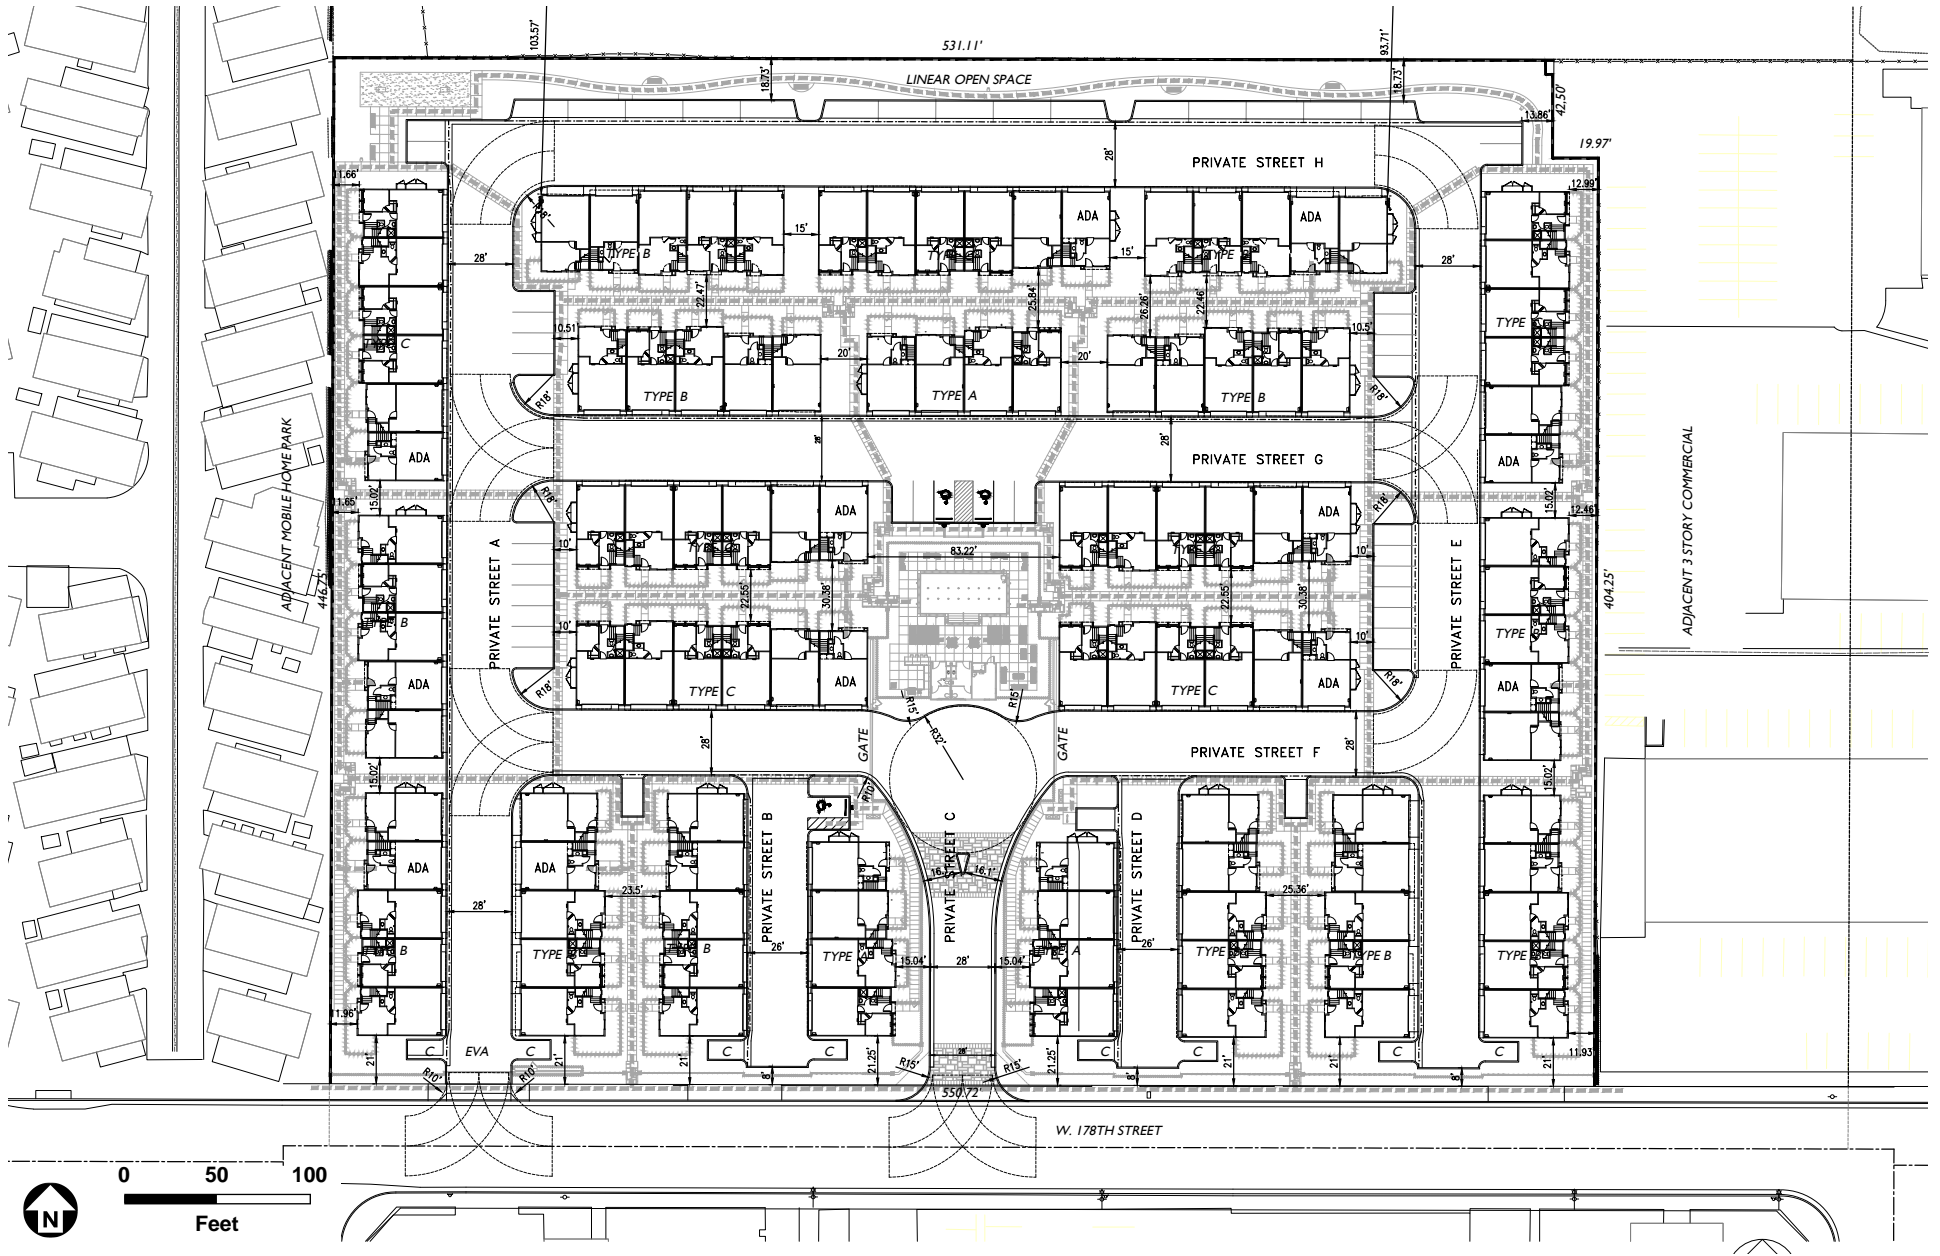 531.11'
103.57'
93.71'
18.73'
LINEAR OPEN SPACE
18.73'
42.50'
13.86'
19.97'
28'
PRIVATE STREET H
11.66'
12.99'
ADA
ADA
15'
15'
TYPE B
28'
28'
22.47'
25.84'
26.26'
22.46'
10.51'
10.5'
TYPE
C
20'
20'
TYPE B
TYPE A
TYPE B
R18'
R18'
28'
28'
ADA
PRIVATE STREET G
ADA
15.02'
15.02'
11.65'
12.46'
R18'
R18'
ADA
ADA
ADJACENT MOBILE HOME PARK
446.75'
PRIVATE STREET A
10'
83.22'
10'
22.55'
30.38'
22.55'
30.38'
PRIVATE STREET E
404.25'
ADJACENT 3 STORY COMMERCIAL
B
10'
10'
TYPE
ADA
ADA
ADA
ADA
TYPE C
TYPE C
R18'
R18'
R15'
R15'
R32'
GATE
GATE
28'
28'
PRIVATE STREET F
15.02'
15.02'
R10'
PRIVATE STREET B
PRIVATE STREET C
PRIVATE STREET D
ADA
ADA
16.1'
28'
23.5'
25.36'
B
TYPE
B
26'
TYPE
15.04'
28'
15.04'
A
26'
TYPE
TYPE B
TYPE
11.96'
11.93'
C
EVA
C
C
C
C
C
C
C
21'
21'
21'
8'
21.25'
28'
21.25'
8'
21'
21'
8'
21'
R10'
R10'
R15'
R15'
550.72'
W. 178TH STREET
0 50 100
Feet
N